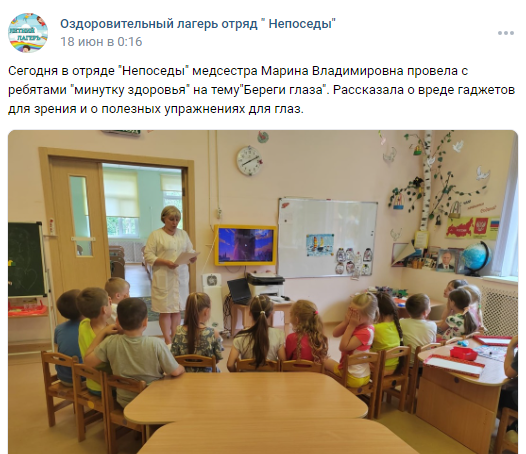 Оздоровительный лагерь отряд " Непоседы"
18 июн в 0:16
Сегодня в отряде "Непоседы" медсестра Марина Владимировна провела с
ребятами "минутку здоровья" на тему"Береги глаза". Рассказала о вреде гаджетов
для зрения и о полезных упражнениях для глаз.
ЛАГЕРЬ